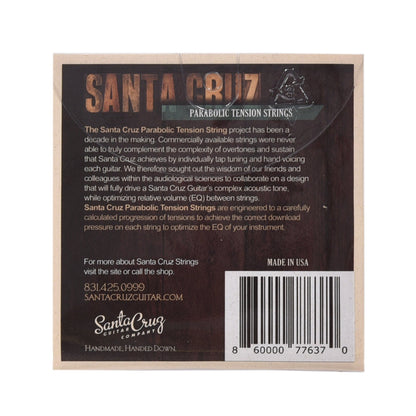 SANTA CRUZ
PARABOLIC TENSION STRINGS
The Santa Cruz Parabolic Tension String project has been a
decade in the making. Commercially available strings were never
able to truly complement the complexity of overtones and sustain
that Santa Cruz achieves by individually tap tuning and hand voicing
each guitar. We therefore sought out the wisdom of our friends and
colleagues within the audiological sciences to collaborate on a design
that will fully drive a Santa Cruz Guitar's complex acoustic tone,
while optimizing relative volume (EQ) between strings.
Santa Cruz Parabolic Tension Strings are engineered to a carefully
calculated progression of tensions to achieve the correct download
pressure on each string to optimize the EQ of your instrument.
For more about Santa Cruz Strings
visit the site or call the shop.
831.425.0999
SANTACRUZGUITAR.COM
MADE IN USA
Santa Cruz
GUITAR
COMPANY
HANDMADE, HANDED DOWN.
8 60000 77637 0